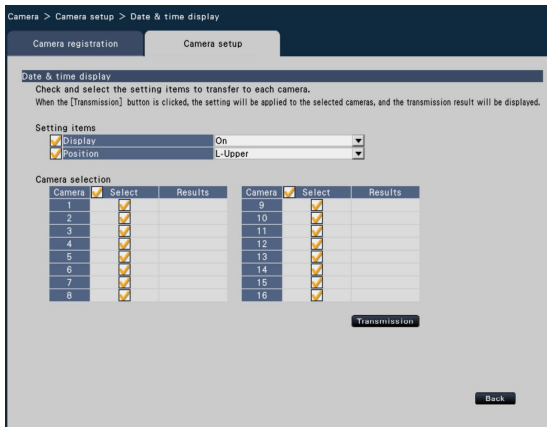 Camera > Camera setup > Date & time display
Camera registration Camera setup
Date & time display
Check and select the setting items to transfer to each camera.
When the [Transmission] button is clicked, the setting will be applied to the selected cameras, and the transmission result will be displayed.
Setting items
Display On
Position L-Upper
Camera selection
Camera Select Results Camera Select Results
1 9
2 10
3 11
4 12
5 13
6 14
7 15
8 16
Transmission
Back